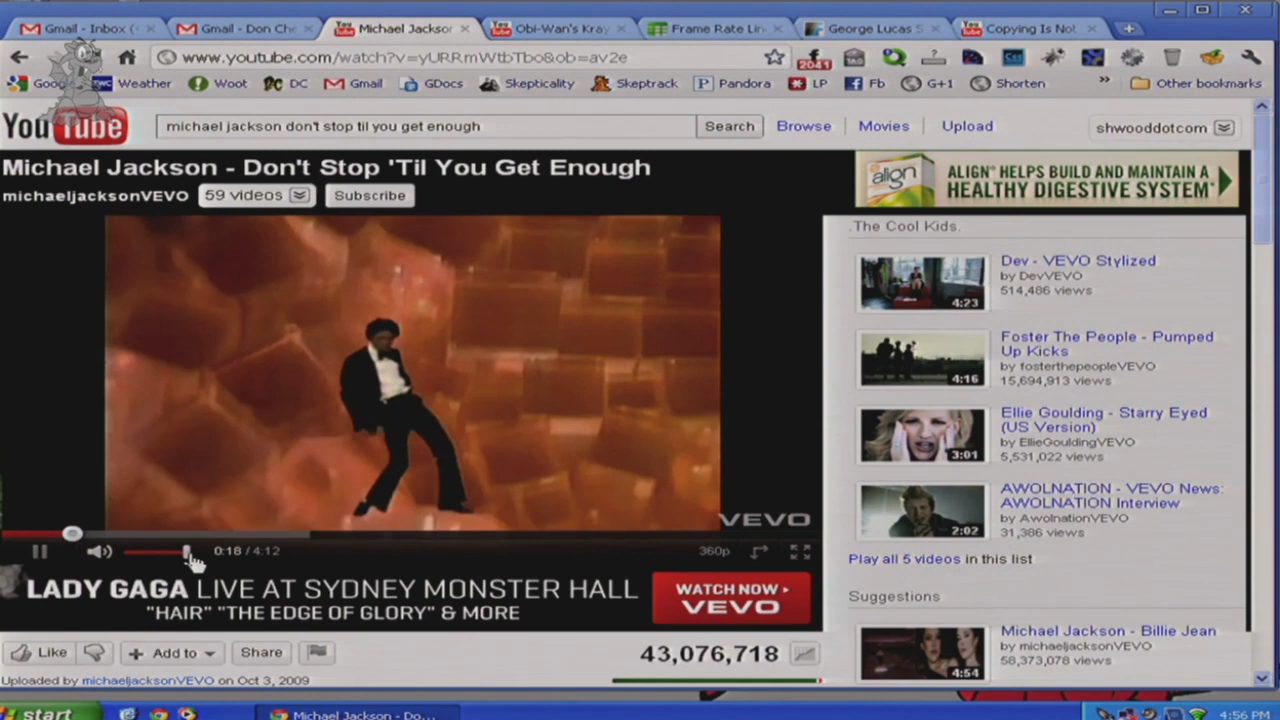 Gmail - Inbox (
Gmail - Don Che
Michael Jackson
Obi-Wan's Kray
Frame Rate Lin
George Lucas S
Copying Is Not
www.youtube.com/watch?v=yURRmWtbTbo&ob=av2e
2041
Goo
Weather
Woot
DC
Gmail
GDocs
Skepticality
Skeptrack
Pandora
LP
Fb
G+1
Shorten
Other bookmarks
YouTube
michael jackson don't stop til you get enough
Search
Browse
Movies
Upload
shwooddotcom
Michael Jackson - Don't Stop 'Til You Get Enough
michaeljacksonVEVO
59 videos
Subscribe
align
ALIGN® HELPS BUILD AND MAINTAIN A
HEALTHY DIGESTIVE SYSTEM*
.The Cool Kids.
Dev - VEVO Stylized
by DevVEVO
514,486 views
4:23
Foster The People - Pumped
Up Kicks
by fosterthepeopleVEVO
15,694,913 views
4:16
Ellie Goulding - Starry Eyed
(US Version)
by EllieGouldingVEVO
5,531,022 views
3:01
AWOLNATION - VEVO News:
AWOLNATION Interview
by AwolnationVEVO
31,386 views
2:02
Play all 5 videos in this list
Suggestions
Michael Jackson - Billie Jean
by michaeljacksonVEVO
58,373,078 views
4:54
VEVO
0:18 / 4:12
360p
LADY GAGA LIVE AT SYDNEY MONSTER HALL
"HAIR" "THE EDGE OF GLORY" & MORE
WATCH NOW
VEVO
Like
Add to
Share
43,076,718
Uploaded by michaeljacksonVEVO on Oct 3, 2009
start
Michael Jackson - Do...
4:56 PM